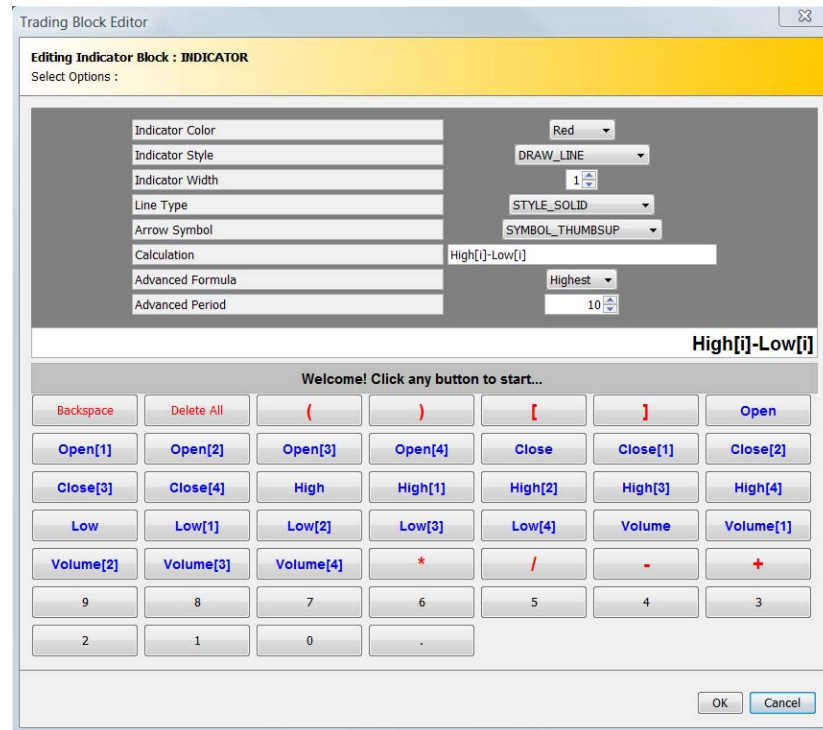 Trading Block Editor
Editing Indicator Block : INDICATOR
Select Options :
Indicator Color Red
Indicator Style DRAW_LINE
Indicator Width 1
Line Type STYLE_SOLID
Arrow Symbol SYMBOL_THUMBSUP
Calculation High[i]-Low[i]
Advanced Formula Highest
Advanced Period 10
High[i]-Low[i]
Welcome! Click any button to start...
Backspace Delete All ( ) [ ] Open
Open[1] Open[2] Open[3] Open[4] Close Close[1] Close[2]
Close[3] Close[4] High High[1] High[2] High[3] High[4]
Low Low[1] Low[2] Low[3] Low[4] Volume Volume[1]
Volume[2] Volume[3] Volume[4] * / - +
9 8 7 6 5 4 3
2 1 0 .
OK Cancel